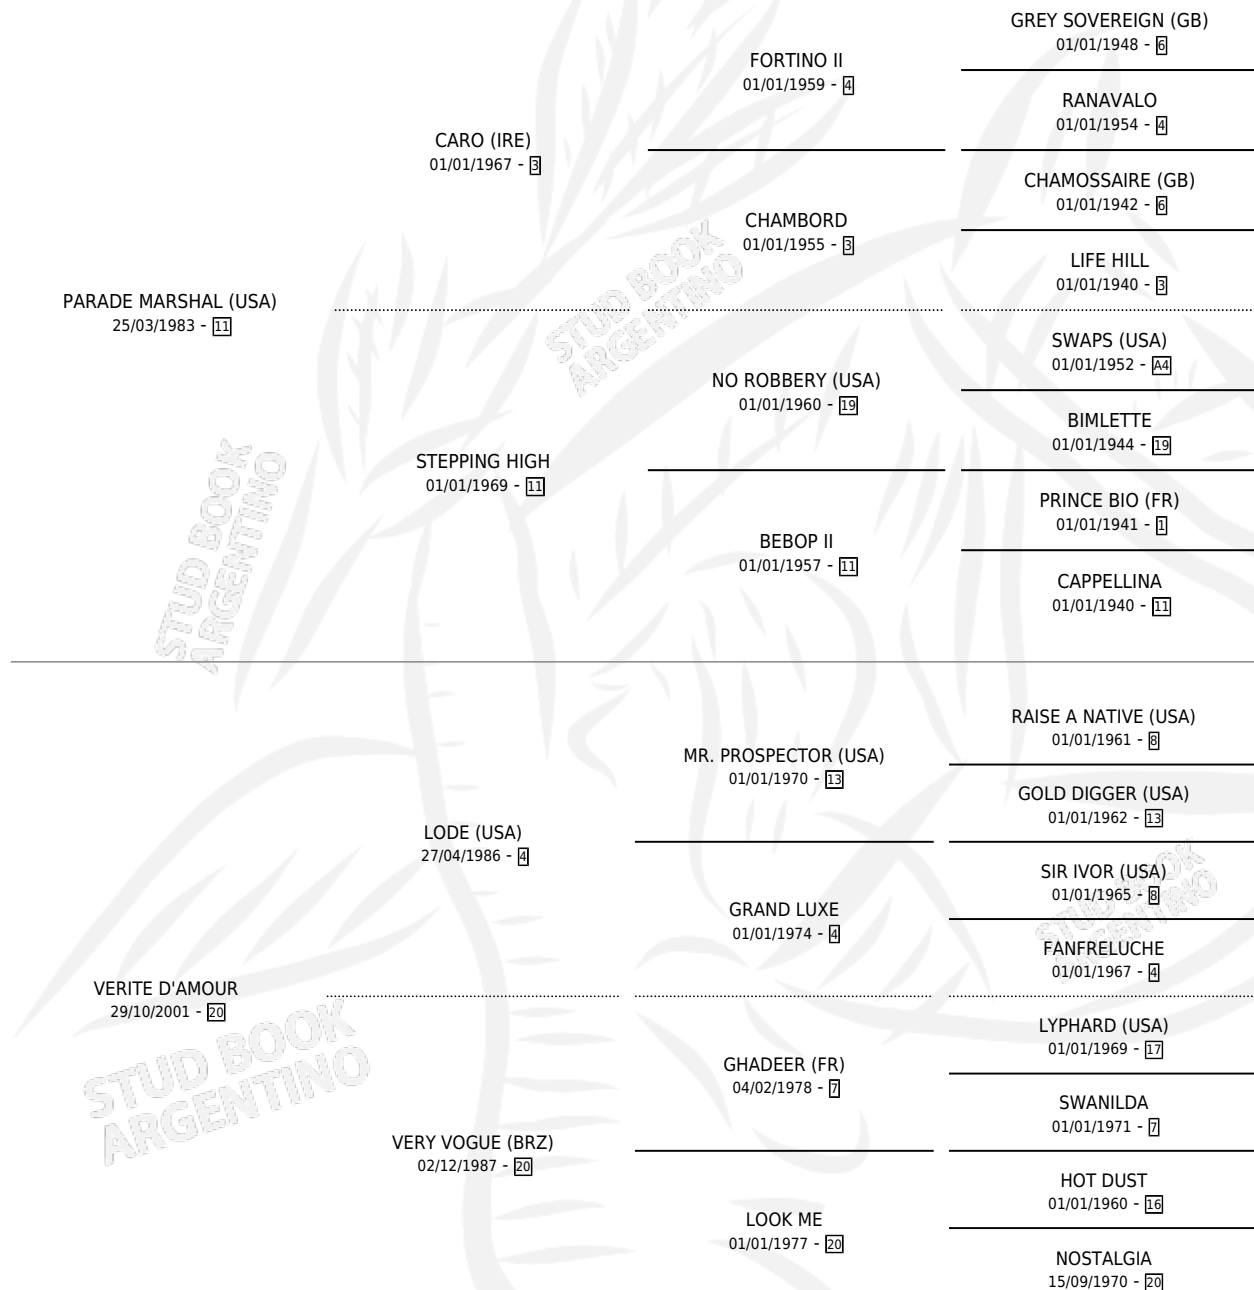 GREY SOVEREIGN (GB)
01/01/1948 - 6
FORTINO II
01/01/1959 - 4
RANAVALO
01/01/1954 - 4
CARO (IRE)
01/01/1967 - 3
CHAMOSSAIRE (GB)
01/01/1942 - 6
CHAMBORD
01/01/1955 - 3
LIFE HILL
01/01/1940 - 3
PARADE MARSHAL (USA)
25/03/1983 - 11
SWAPS (USA)
01/01/1952 - A4
NO ROBBERY (USA)
01/01/1960 - 19
BIMLETTE
01/01/1944 - 19
STEPPING HIGH
01/01/1969 - 11
PRINCE BIO (FR)
01/01/1941 - 1
BEBOP II
01/01/1957 - 11
CAPPELLINA
01/01/1940 - 11
RAISE A NATIVE (USA)
01/01/1961 - 8
MR. PROSPECTOR (USA)
01/01/1970 - 13
GOLD DIGGER (USA)
01/01/1962 - 13
LODE (USA)
27/04/1986 - 4
SIR IVOR (USA)
01/01/1965 - 8
GRAND LUXE
01/01/1974 - 4
FANFRELUCHE
01/01/1967 - 4
VERITE D'AMOUR
29/10/2001 - 20
LYPHARD (USA)
01/01/1969 - 17
GHADEER (FR)
04/02/1978 - 7
SWANILDA
01/01/1971 - 7
VERY VOGUE (BRZ)
02/12/1987 - 20
HOT DUST
01/01/1960 - 16
LOOK ME
01/01/1977 - 20
NOSTALGIA
15/09/1970 - 20
STUD BOOK
ARGENTINO
STUD BOOK
ARGENTINO
STUD BOOK
ARGENTINO
STUD BOOK
ARGENTINO